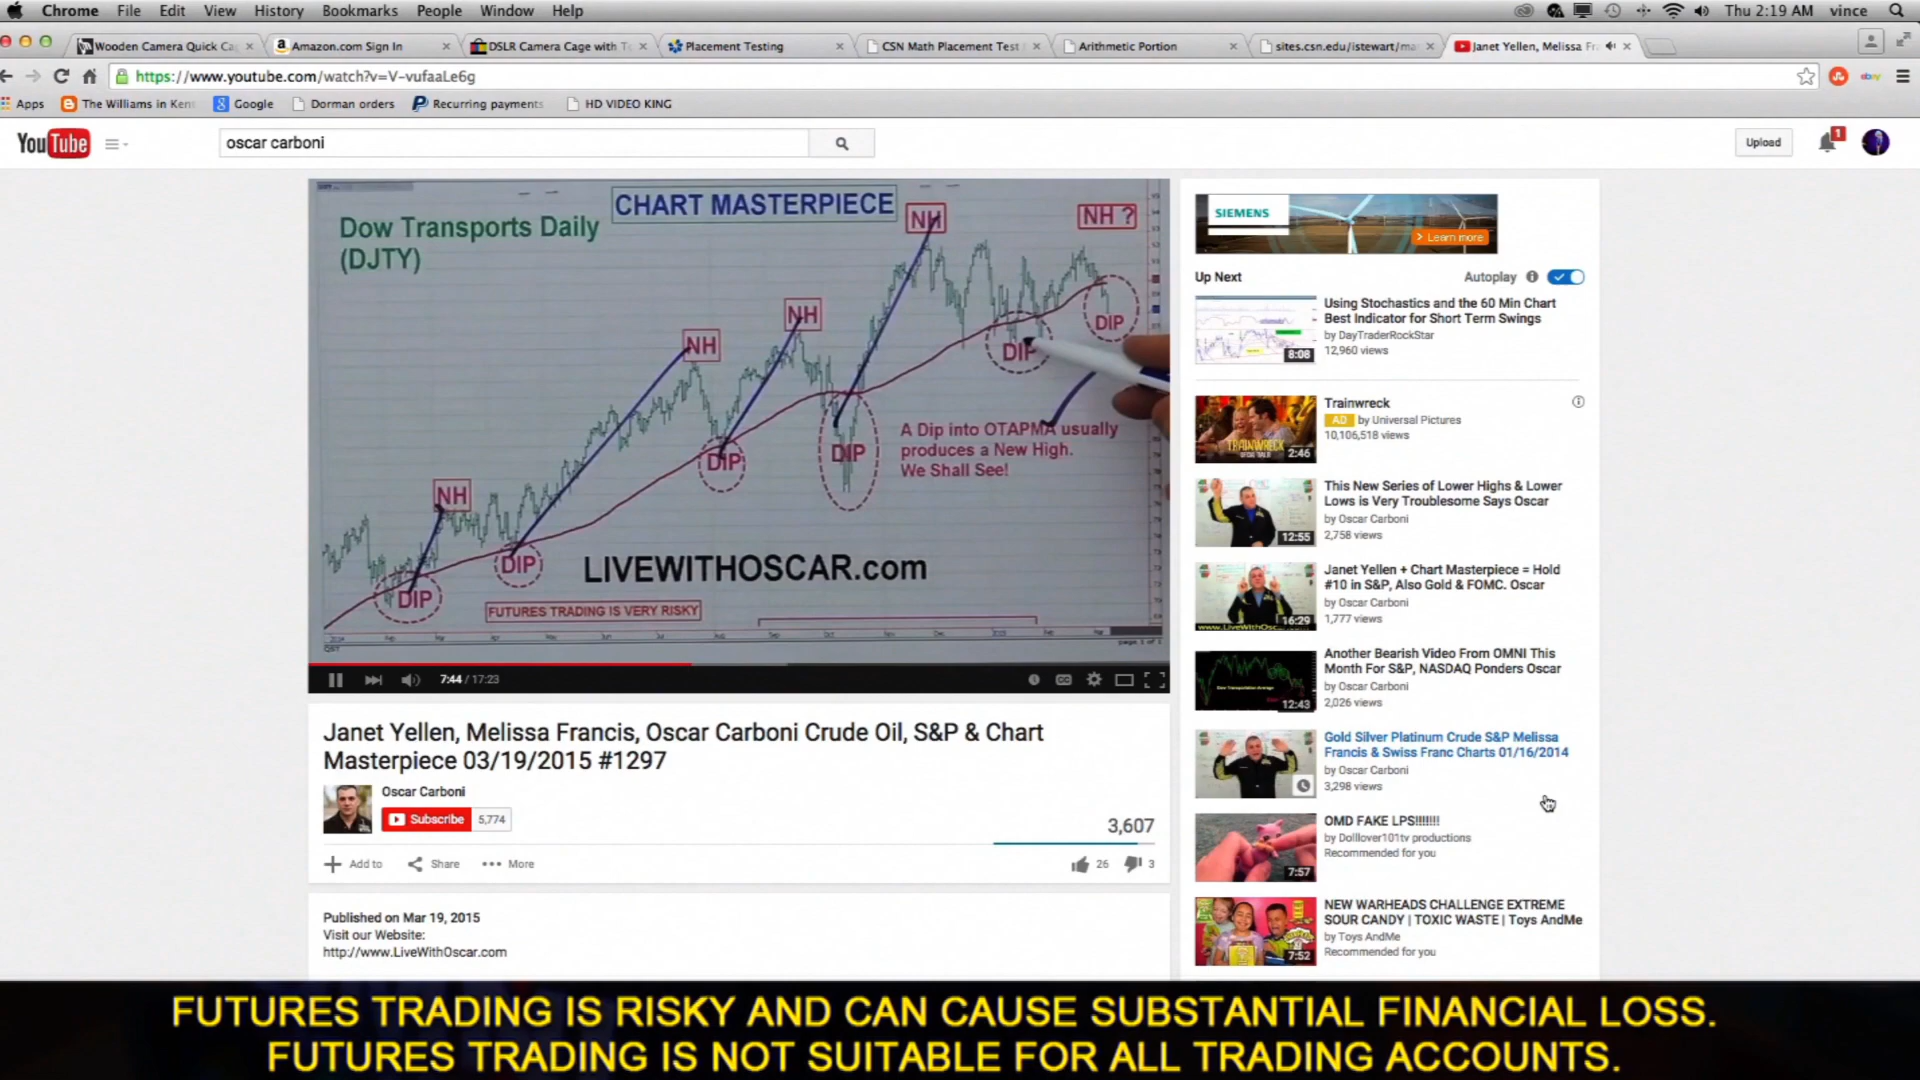 Chrome File Edit View History Bookmarks People Window Help Thu 2:19 AM vince
Wooden Camera Quick Ca
Amazon.com Sign In
DSLR Camera Cage with T
Placement Testing
CSN Math Placement Test
Arithmetic Portion
sites.csn.edu/istewart/ma
Janet Yellen, Melissa Fr
https://www.youtube.com/watch?v=V-vufaaLe6g
ebay
Apps The Williams in Ken Google Dorman orders Recurring payments HD VIDEO KING
YouTube
oscar carboni
Upload
1
CHART MASTERPIECE
Dow Transports Daily
(DJTY)
NH
NH ?
NH
NH
NH
DIP
DIP
DIP
DIP
DIP
DIP
A Dip into OTAPMA usually
produces a New High.
We Shall See!
LIVEWITHOSCAR.com
FUTURES TRADING IS VERY RISKY
7:44 / 17:23
Janet Yellen, Melissa Francis, Oscar Carboni Crude Oil, S&P & Chart
Masterpiece 03/19/2015 #1297
Oscar Carboni
Subscribe 5,774
3,607
Add to Share More 26 3
Published on Mar 19, 2015
Visit our Website:
http://www.LiveWithOscar.com
SIEMENS
> Learn more
Up Next Autoplay
Using Stochastics and the 60 Min Chart
Best Indicator for Short Term Swings
by DayTraderRockStar
12,960 views
8:08
Trainwreck
AD by Universal Pictures
10,106,518 views
TRAINWRECK
2:46
This New Series of Lower Highs & Lower
Lows is Very Troublesome Says Oscar
by Oscar Carboni
2,758 views
12:55
Janet Yellen + Chart Masterpiece = Hold
#10 in S&P, Also Gold & FOMC. Oscar
by Oscar Carboni
1,777 views
16:29
Another Bearish Video From OMNI This
Month For S&P, NASDAQ Ponders Oscar
by Oscar Carboni
2,026 views
12:43
Gold Silver Platinum Crude S&P Melissa
Francis & Swiss Franc Charts 01/16/2014
by Oscar Carboni
3,298 views
OMD FAKE LPS!!!!!!!
by Dolllover101tv productions
Recommended for you
7:57
NEW WARHEADS CHALLENGE EXTREME
SOUR CANDY | TOXIC WASTE | Toys AndMe
by Toys AndMe
Recommended for you
7:52
FUTURES TRADING IS RISKY AND CAN CAUSE SUBSTANTIAL FINANCIAL LOSS.
FUTURES TRADING IS NOT SUITABLE FOR ALL TRADING ACCOUNTS.